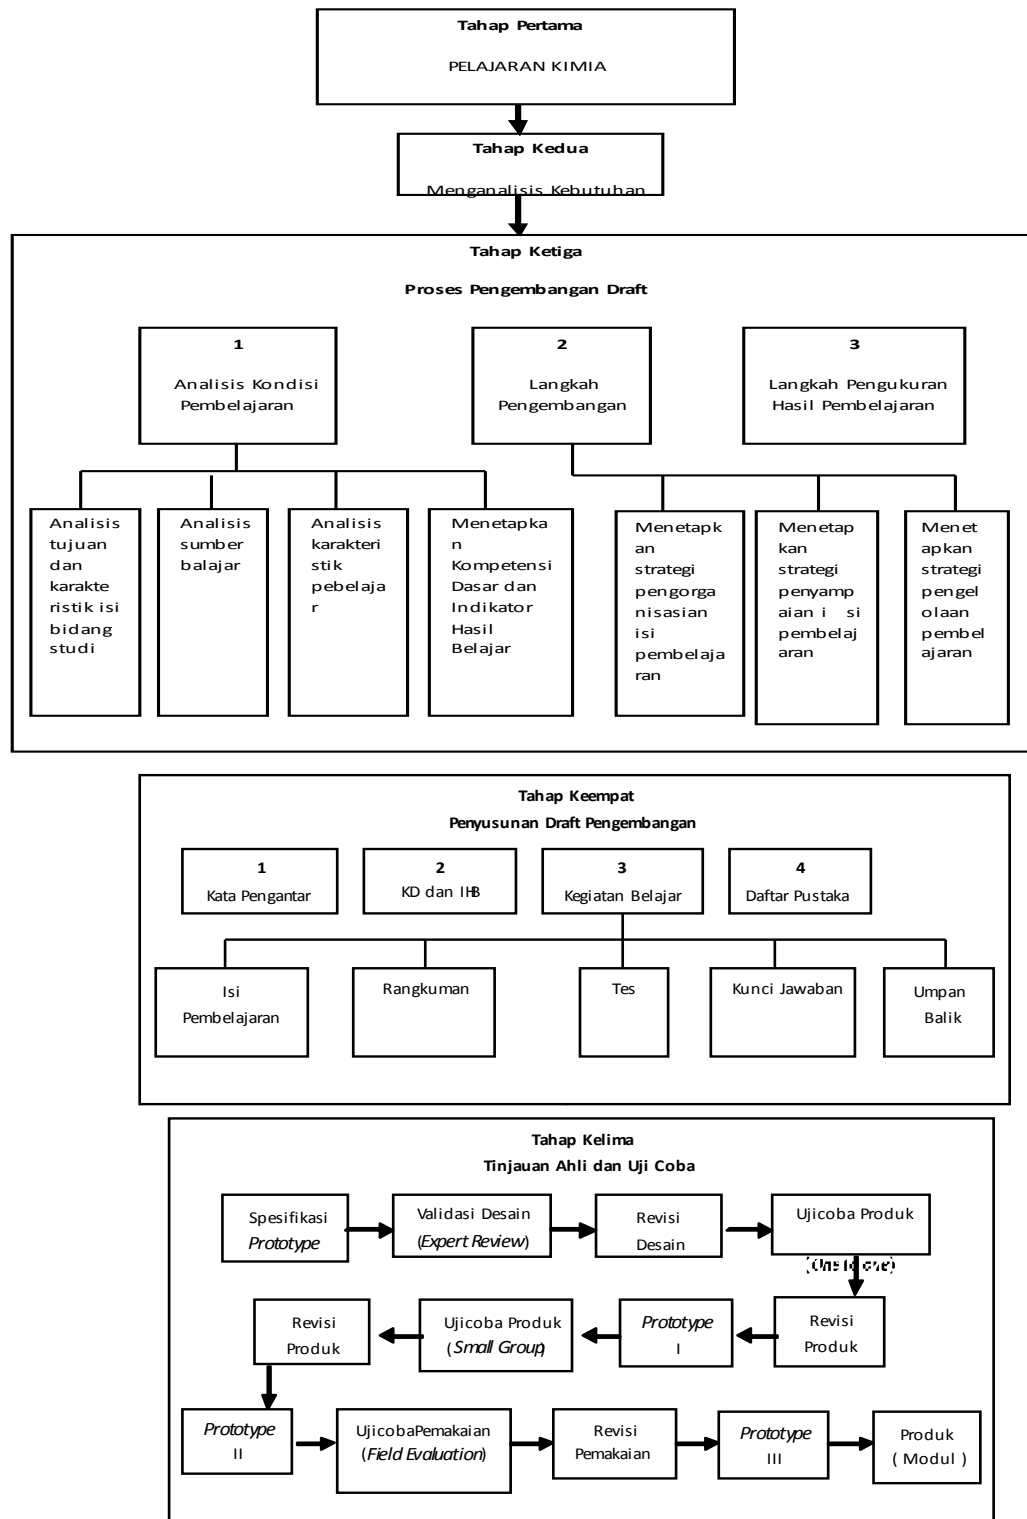 Tahap Pertama
PELAJARAN KIMIA
Tahap Kedua
Menganalisis Kebutuhan
Tahap Ketiga
Proses Pengembangan Draft
1
Analisis Kondisi
Pembelajaran
2
Langkah
Pengembangan
3
Langkah Pengukuran
Hasil Pembelajaran
Analisis
tujuan
dan
karakte
ristik isi
bidang
studi
Analisis
sumber
balajar
Analisis
karakteri
stik
pebelaja
r
Menetapka
n
Kompetensi
Dasar dan
Indikator
Hasil
Belajar
Menetapk
an
strategi
pengorga
nisasian
isi
pembelaja
ran
Menetap
kan
strategi
penyamp
aian i si
pembelaj
aran
Menet
apkan
strategi
pengel
olaan
pembel
ajaran
Tahap Keempat
Penyusunan Draft Pengembangan
1
Kata Pengantar
2
KD dan IHB
3
Kegiatan Belajar
4
Daftar Pustaka
Isi
Pembelajaran
Rangkuman
Tes
Kunci Jawaban
Umpan
Balik
Tahap Kelima
Tinjauan Ahli dan Uji Coba
Spesifikasi
Prototype
Validasi Desain
(Expert Review)
Revisi
Desain
Ujicoba Produk
(One to one)
Revisi
Produk
Ujicoba Produk
(Small Group)
Prototype
I
Revisi
Produk
Prototype
II
UjicobaPemakaian
(Field Evaluation)
Revisi
Pemakaian
Prototype
III
Produk
( Modul )